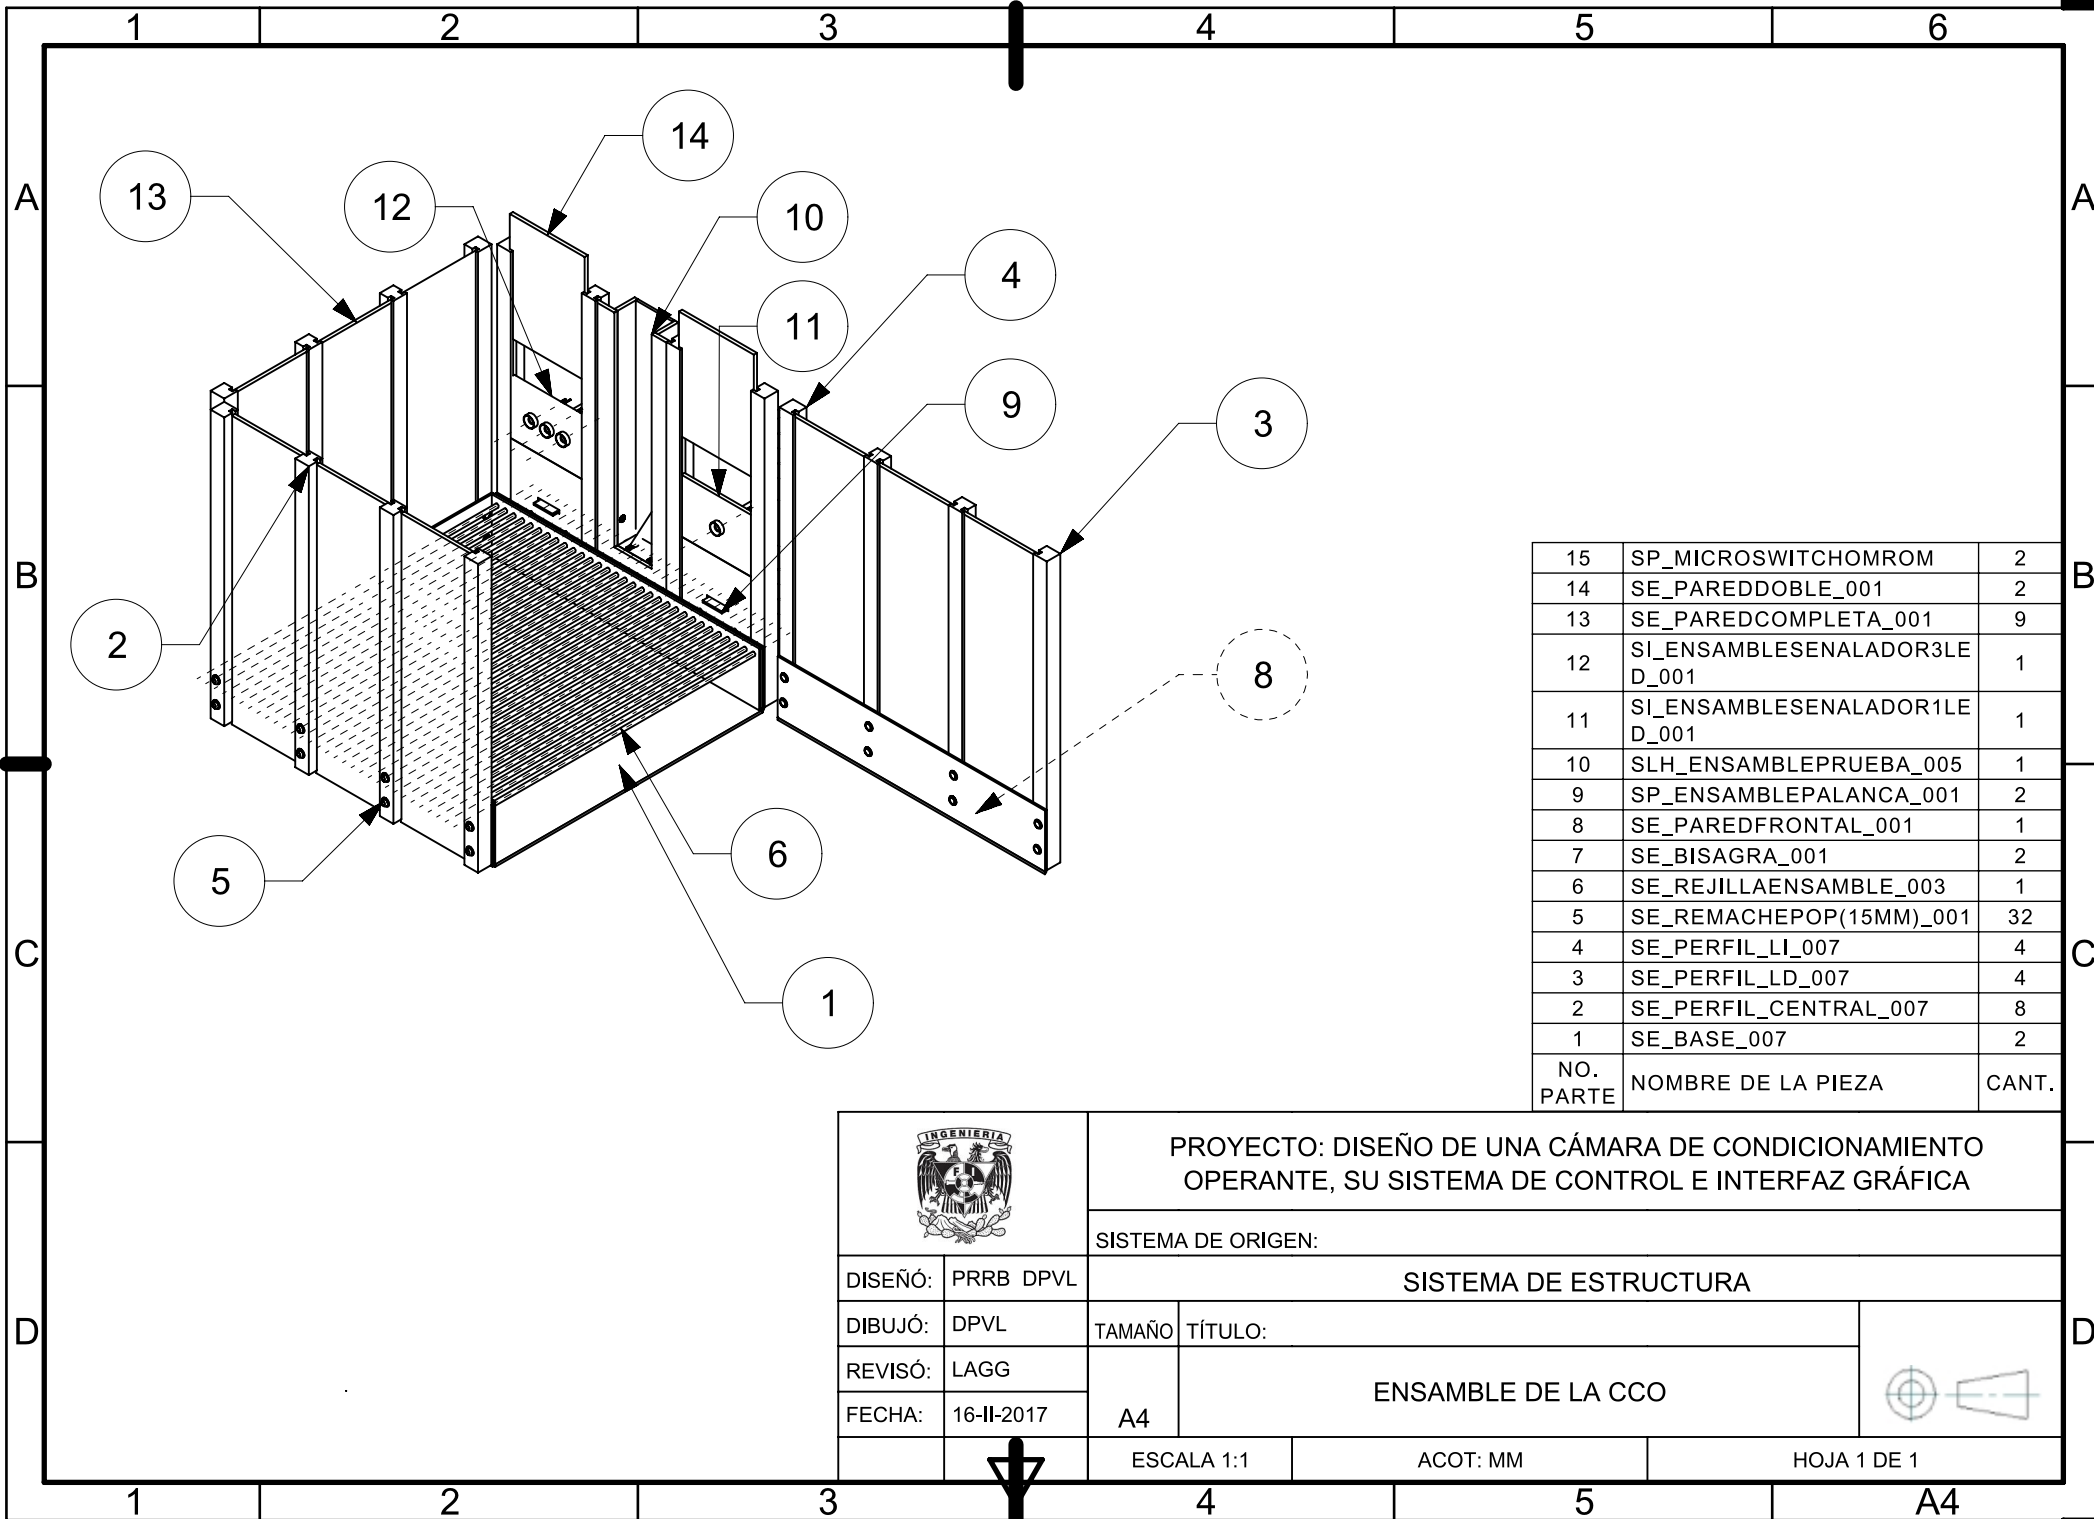 1 2 3 4 5 6
A A
B B
C C
D D
14
13
12
10
4
11
9
3
2
8
6
5
1
15 SP_MICROSWITCHOMROM 2
14 SE_PAREDDOBLE_001 2
13 SE_PAREDCOMPLETA_001 9
12 SI_ENSAMBLESENALADOR3LE 1
D_001
11 SI_ENSAMBLESENALADOR1LE 1
D_001
10 SLH_ENSAMBLEPRUEBA_005 1
9 SP_ENSAMBLEPALANCA_001 2
8 SE_PAREDFRONTAL_001 1
7 SE_BISAGRA_001 2
6 SE_REJILLAENSAMBLE_003 1
5 SE_REMACHEPOP(15MM)_001 32
4 SE_PERFIL_LI_007 4
3 SE_PERFIL_LD_007 4
2 SE_PERFIL_CENTRAL_007 8
1 SE_BASE_007 2
NO. PARTE NOMBRE DE LA PIEZA CANT.
INGENIERIA
F I
PROYECTO: DISEÑO DE UNA CÁMARA DE CONDICIONAMIENTO
OPERANTE, SU SISTEMA DE CONTROL E INTERFAZ GRÁFICA
SISTEMA DE ORIGEN:
SISTEMA DE ESTRUCTURA
DISEÑÓ: PRRB DPVL
DIBUJÓ: DPVL
REVISÓ: LAGG
FECHA: 16-II-2017
TAMAÑO TÍTULO:
A4 ENSAMBLE DE LA CCO
ESCALA 1:1 ACOT: MM HOJA 1 DE 1
1 2 3 4 5 A4